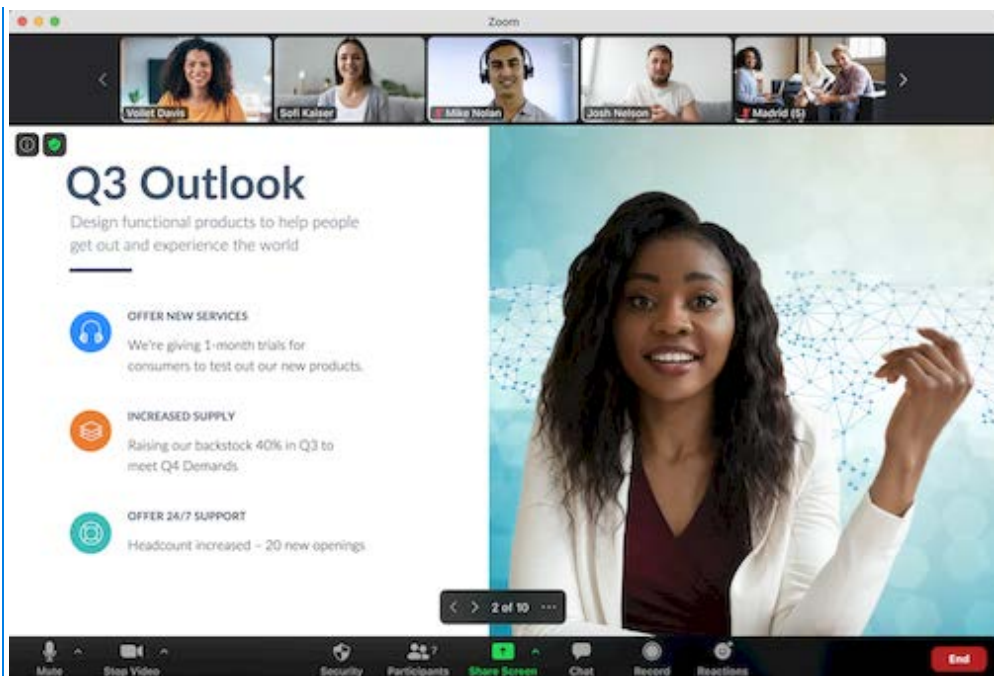 Zoom
Vollet Davis
Sofi Kaiser
Mike Nolan
Josh Nelson
Madrid (5)
Q3 Outlook
Design functional products to help people
get out and experience the world
OFFER NEW SERVICES
We're giving 1-month trials for
consumers to test out our new products.
INCREASED SUPPLY
Raising our backstock 40% in Q3 to
meet Q4 Demands
OFFER 24/7 SUPPORT
Headcount increased – 20 new openings
2 of 10
7
Mute
Stop Video
Security
Participants
Share Screen
Chat
Record
Reactions
End